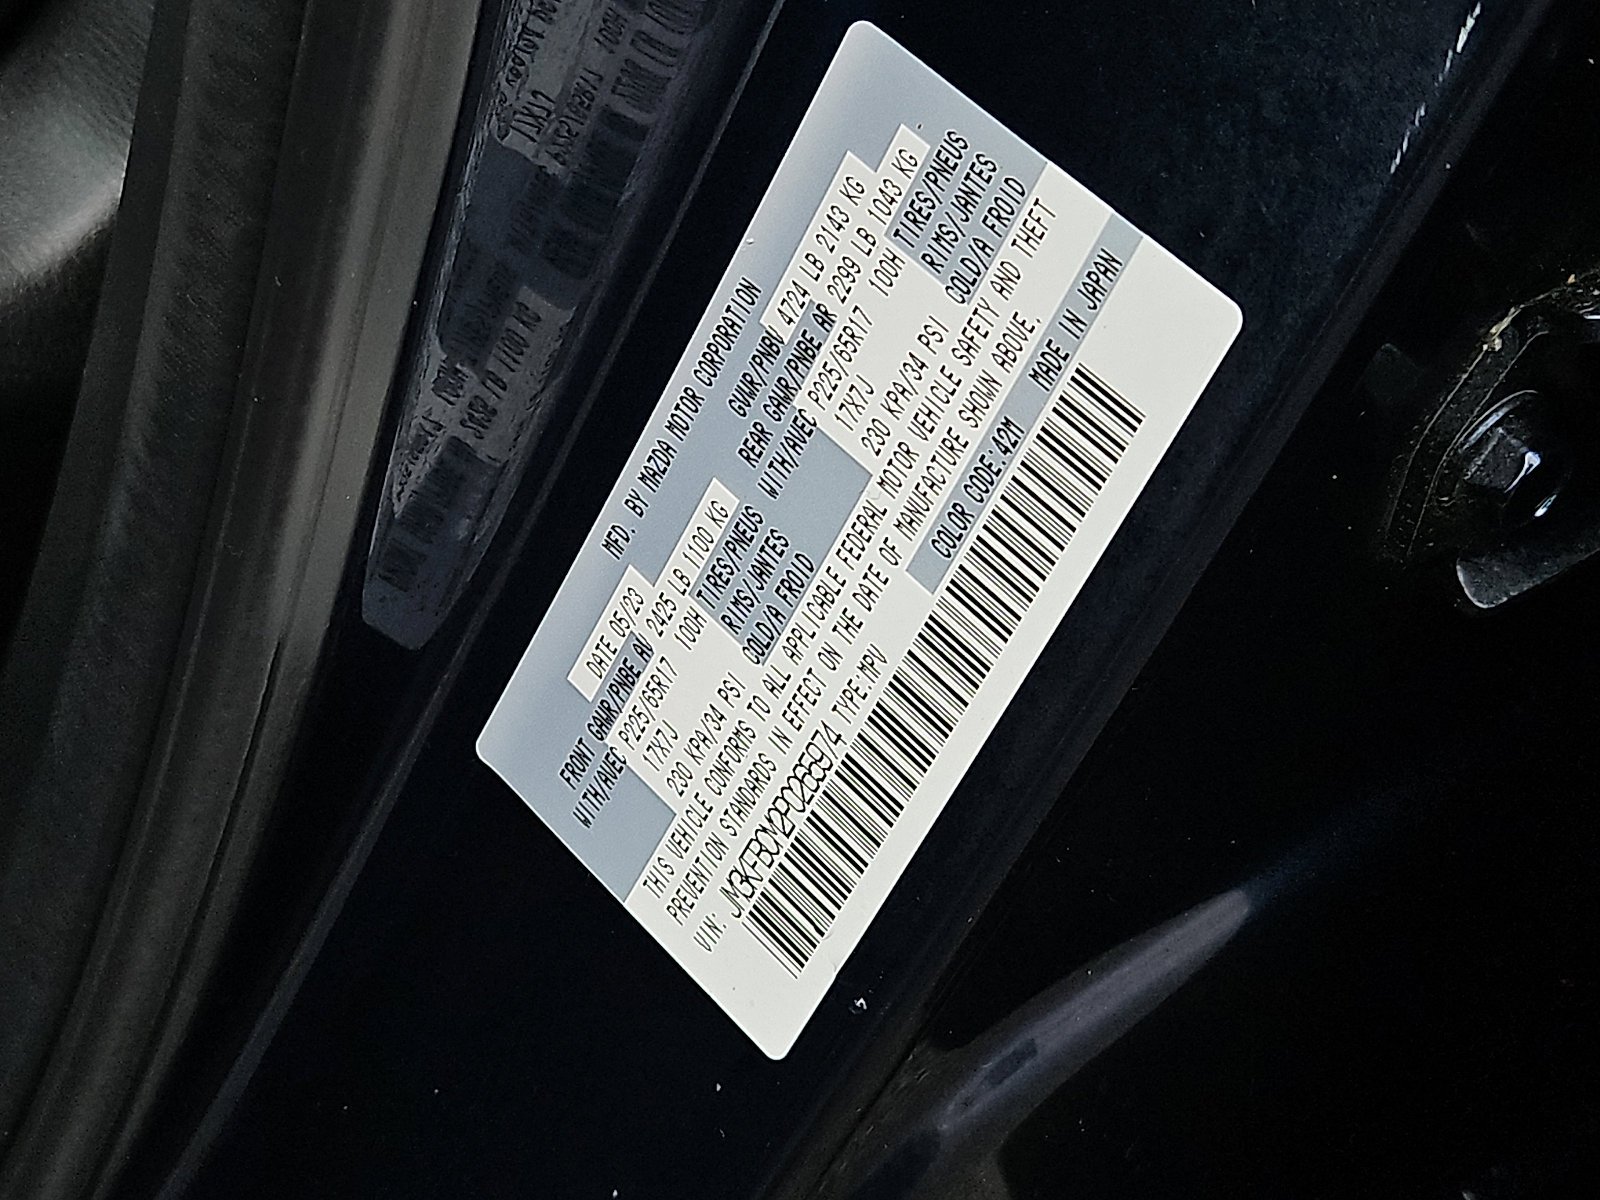 MFD. BY MAZDA MOTOR CORPORATION
DATE 05/23 GVWR/PNBV 4724 LB 2143 KG
FRONT GAWR/PNBE AV 2425 LB 1100 KG REAR GAWR/PNBE AR 2299 LB 1043 KG
WITH/AVEC P225/65R17 100H TIRES/PNEUS WITH/AVEC P225/65R17 100H TIRES/PNEUS
17X7J RIMS/JANTES 17X7J RIMS/JANTES
230 KPA/34 PSI COLD/A FROID 230 KPA/34 PSI COLD/A FROID
THIS VEHICLE CONFORMS TO ALL APPLICABLE FEDERAL MOTOR VEHICLE SAFETY AND THEFT
PREVENTION STANDARDS IN EFFECT ON THE DATE OF MANUFACTURE SHOWN ABOVE.
VIN: JM3KFBCM2P0265974 TYPE:MPV COLOR CODE:42M MADE IN JAPAN